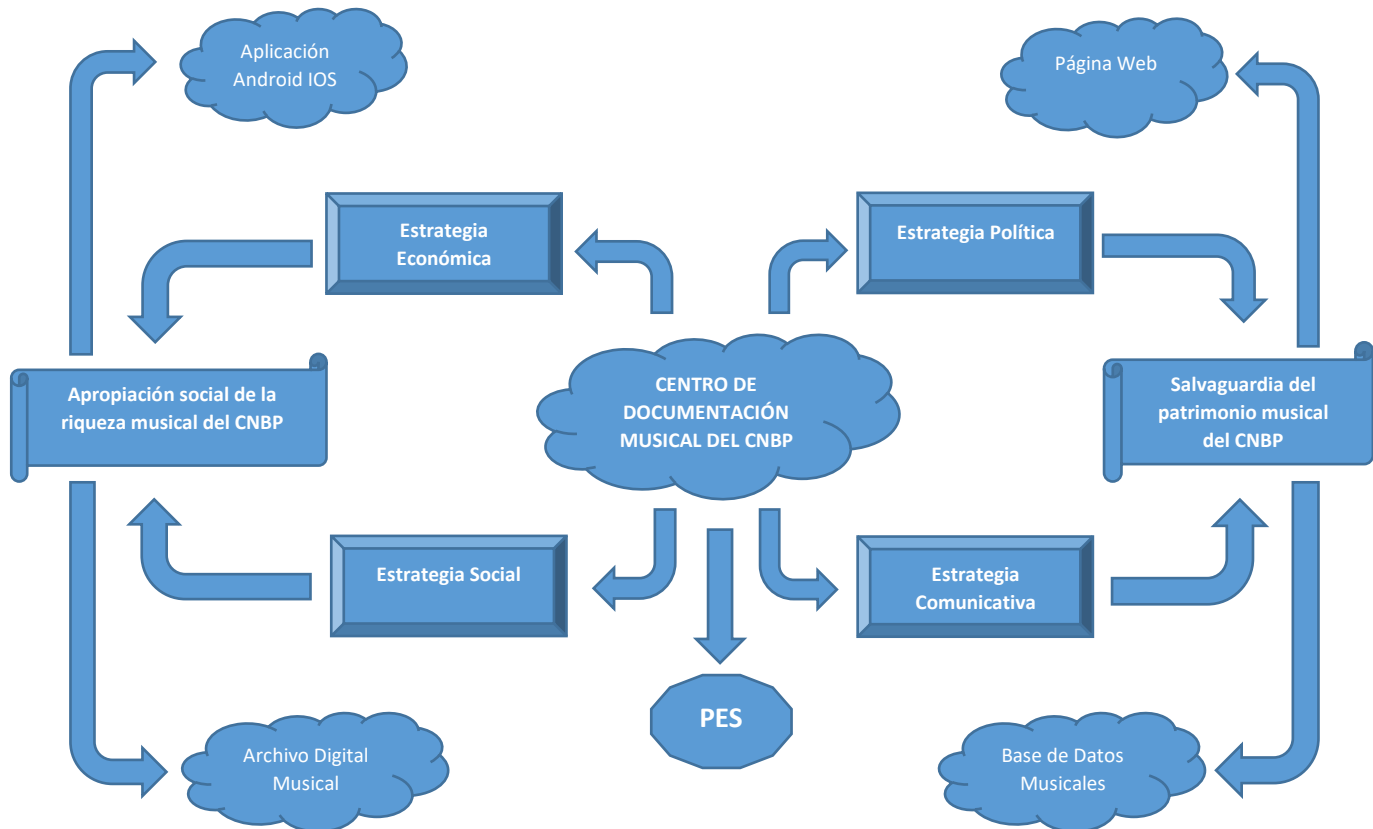 Aplicación
Android IOS
Página Web
Estrategia
Económica
Estrategia Política
Apropiación social de la
riqueza musical del CNBP
CENTRO DE
DOCUMENTACIÓN
MUSICAL DEL CNBP
Salvaguardia del
patrimonio musical
del CNBP
Estrategia Social
Estrategia
Comunicativa
PES
Archivo Digital
Musical
Base de Datos
Musicales